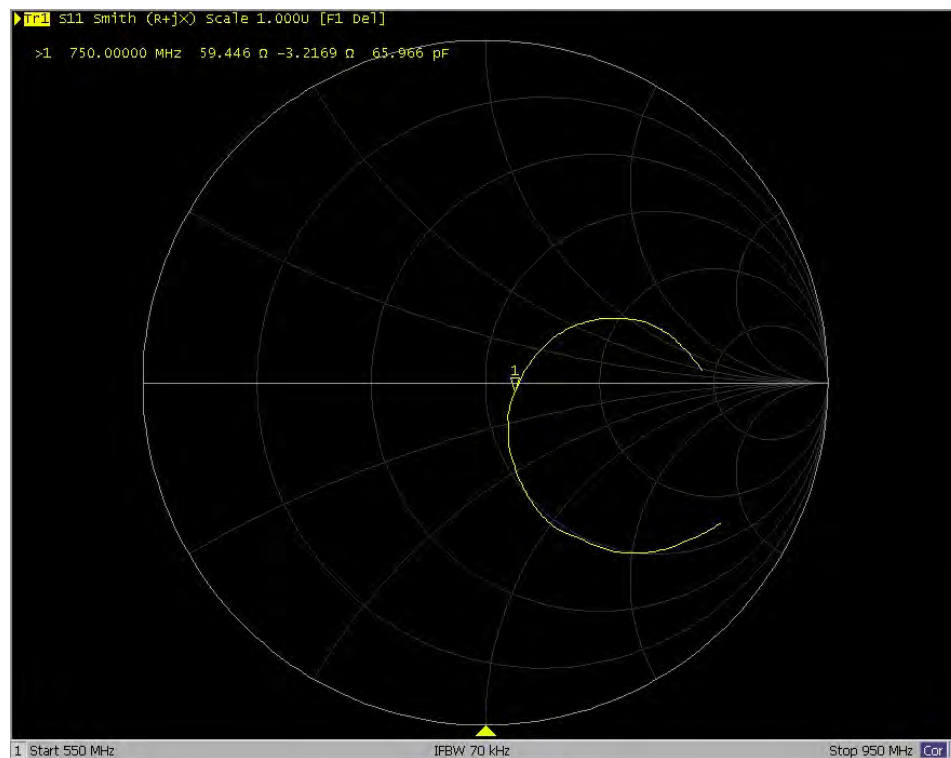 Tr1 S11 Smith (R+jX) Scale 1.000U [F1 Del]
>1 750.00000 MHz 59.446 Ω -3.2169 Ω 65.966 pF
1
1 Start 550 MHz IFBW 70 kHz Stop 950 MHz Cor